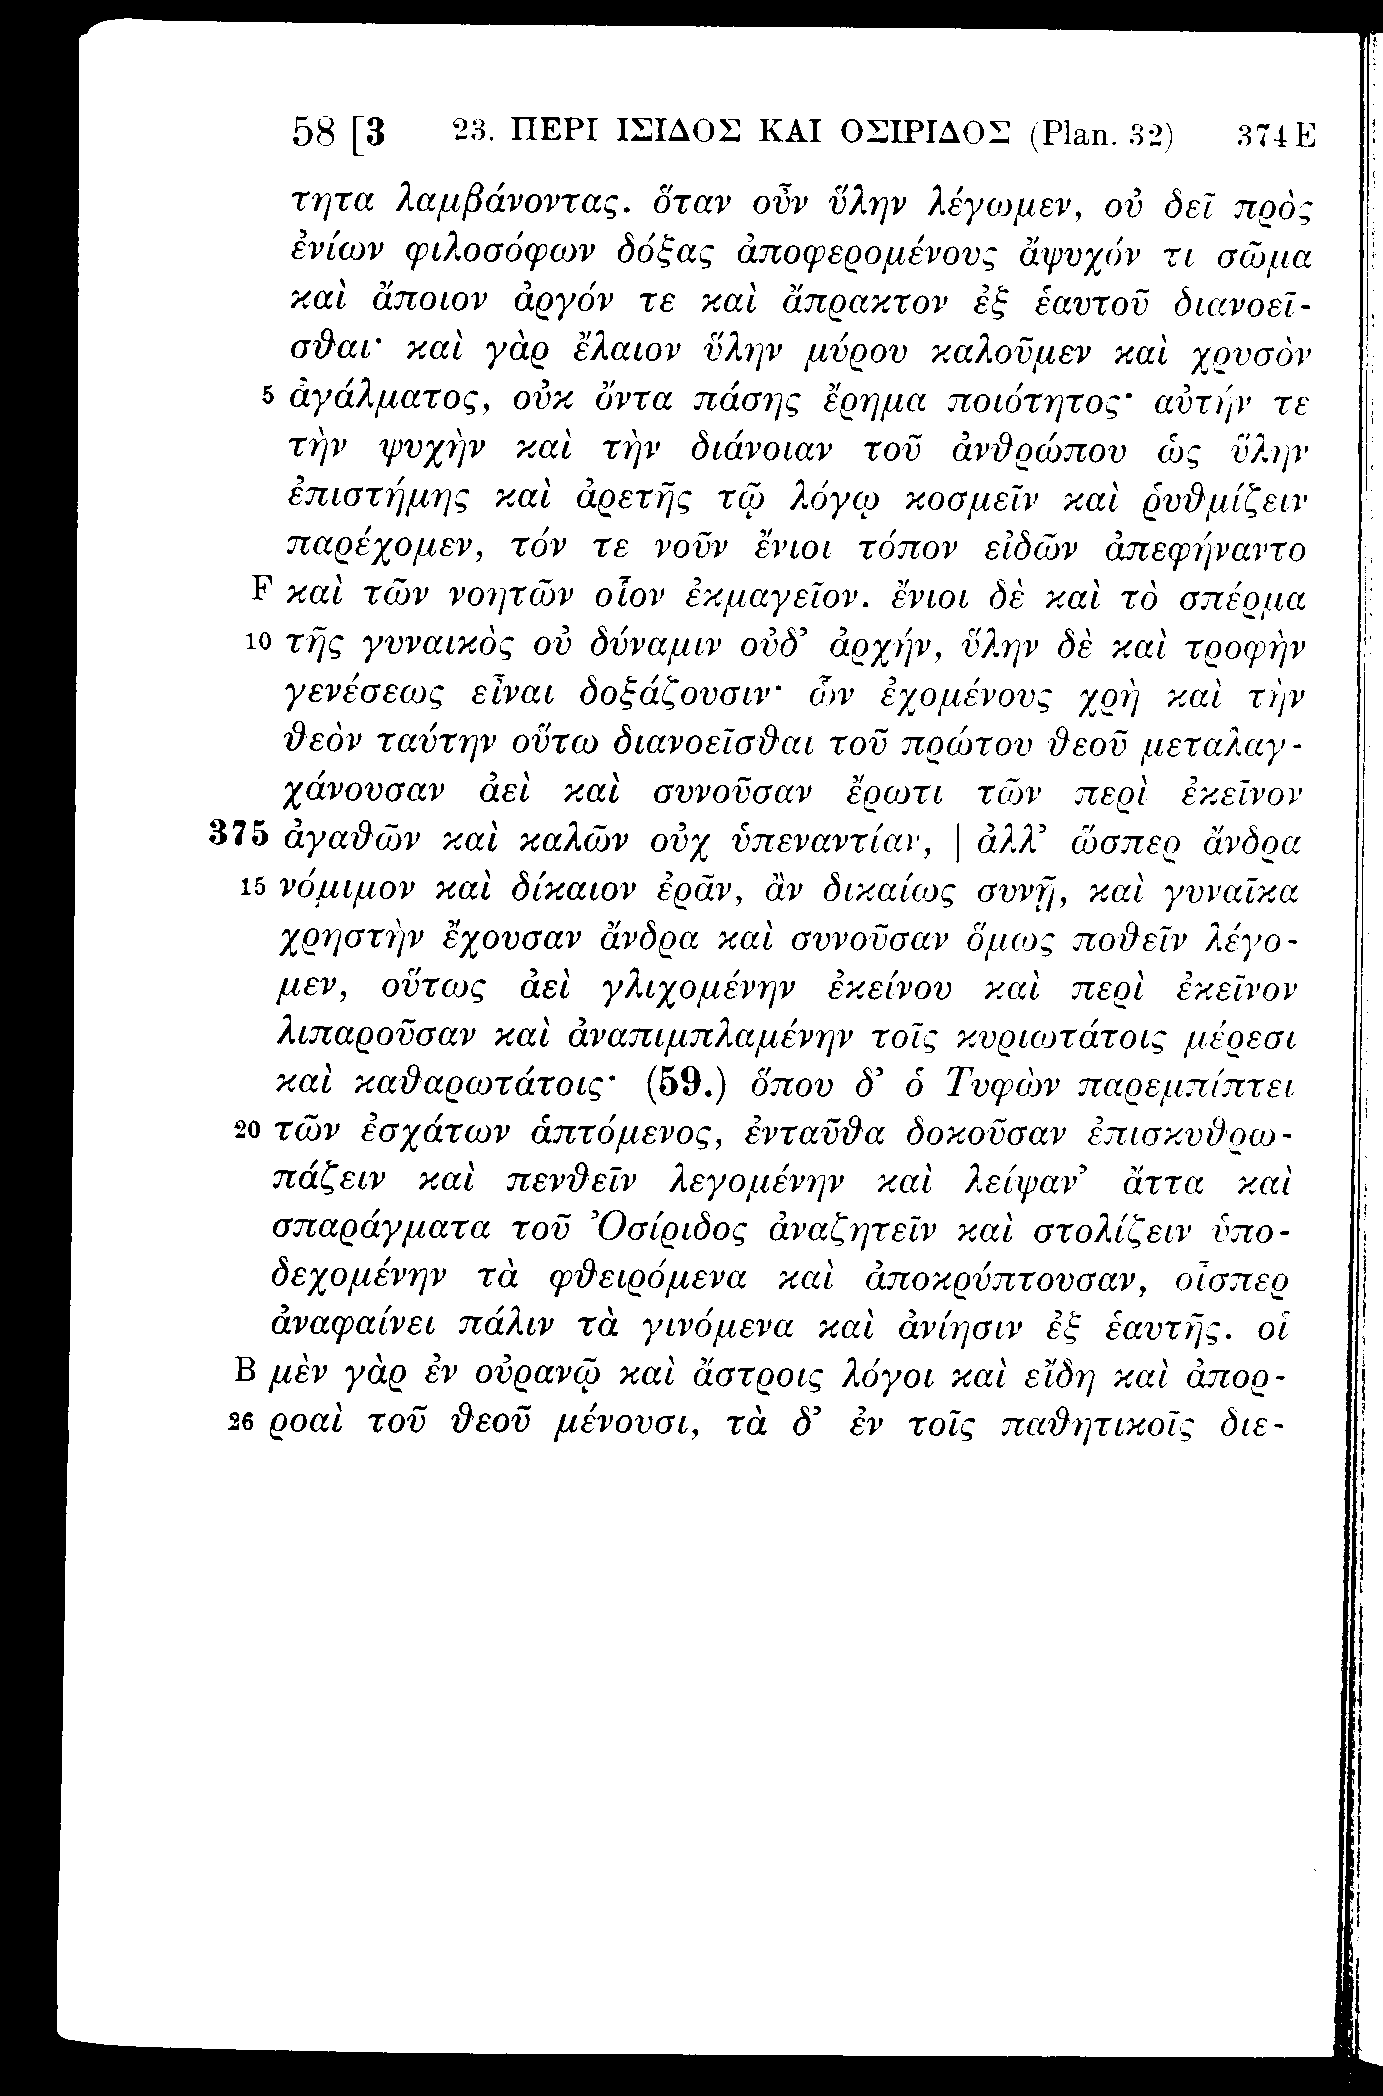 58 [3 23. ΠΕΡΙ ΙΣΙΔΟΣ ΚΑΙ ΟΣΙΡΙΔΟΣ (Plan. 32) 374 E
τητα λαμβάνοντας. ὅταν οὖν ὕλην λέγωμεν, οὐ δεῖ πρὸς
ἐνίων φιλοσόφων δόξας ἀποφερομένους ἄψυχόν τι σῶμα
καὶ ἄποιον ἀργόν τε καὶ ἄπρακτον ἐξ ἑαυτοῦ διανοεῖ-
σθαι· καὶ γὰρ ἔλαιον ὕλην μύρου καλοῦμεν καὶ χρυσὸν
5 ἀγάλματος, οὐκ ὄντα πάσης ἔρημα ποιότητος· αὐτήν τε
τὴν ψυχὴν καὶ τὴν διάνοιαν τοῦ ἀνθρώπου ὡς ὕλην
ἐπιστήμης καὶ ἀρετῆς τῷ λόγῳ κοσμεῖν καὶ ῥυθμίζειν
παρέχομεν, τόν τε νοῦν ἔνιοι τόπον εἰδῶν ἀπεφήναντο
F καὶ τῶν νοητῶν οἷον ἐκμαγεῖον. ἔνιοι δὲ καὶ τὸ σπέρμα
10 τῆς γυναικὸς οὐ δύναμιν οὐδ’ ἀρχήν, ὕλην δὲ καὶ τροφὴν
γενέσεως εἶναι δοξάζουσιν· ὧν ἐχομένους χρὴ καὶ τὴν
θεὸν ταύτην οὕτω διανοεῖσθαι τοῦ πρώτου θεοῦ μεταλαγ-
χάνουσαν ἀεὶ καὶ συνοῦσαν ἔρωτι τῶν περὶ ἐκεῖνον
375 ἀγαθῶν καὶ καλῶν οὐχ ὑπεναντίαν, | ἀλλ’ ὥσπερ ἄνδρα
15 νόμιμον καὶ δίκαιον ἐρᾶν, ἂν δικαίως συνῇ, καὶ γυναῖκα
χρηστὴν ἔχουσαν ἄνδρα καὶ συνοῦσαν ὅμως ποθεῖν λέγο-
μεν, οὕτως ἀεὶ γλιχομένην ἐκείνου καὶ περὶ ἐκεῖνον
λιπαροῦσαν καὶ ἀναπιμπλαμένην τοῖς κυριωτάτοις μέρεσι
καὶ καθαρωτάτοις· (59.) ὅπου δ’ ὁ Τυφὼν παρεμπίπτει
20 τῶν ἐσχάτων ἁπτόμενος, ἐνταῦθα δοκοῦσαν ἐπισκυθρω-
πάζειν καὶ πενθεῖν λεγομένην καὶ λείψαν’ ἄττα καὶ
σπαράγματα τοῦ Ὀσίριδος ἀναζητεῖν καὶ στολίζειν ὑπο-
δεχομένην τὰ φθειρόμενα καὶ ἀποκρύπτουσαν, οἷσπερ
ἀναφαίνει πάλιν τὰ γινόμενα καὶ ἀνίησιν ἐξ ἑαυτῆς. οἱ
B μὲν γὰρ ἐν οὐρανῷ καὶ ἄστροις λόγοι καὶ εἴδη καὶ ἀπορ-
26 ροαὶ τοῦ θεοῦ μένουσι, τὰ δ’ ἐν τοῖς παθητικοῖς διε-